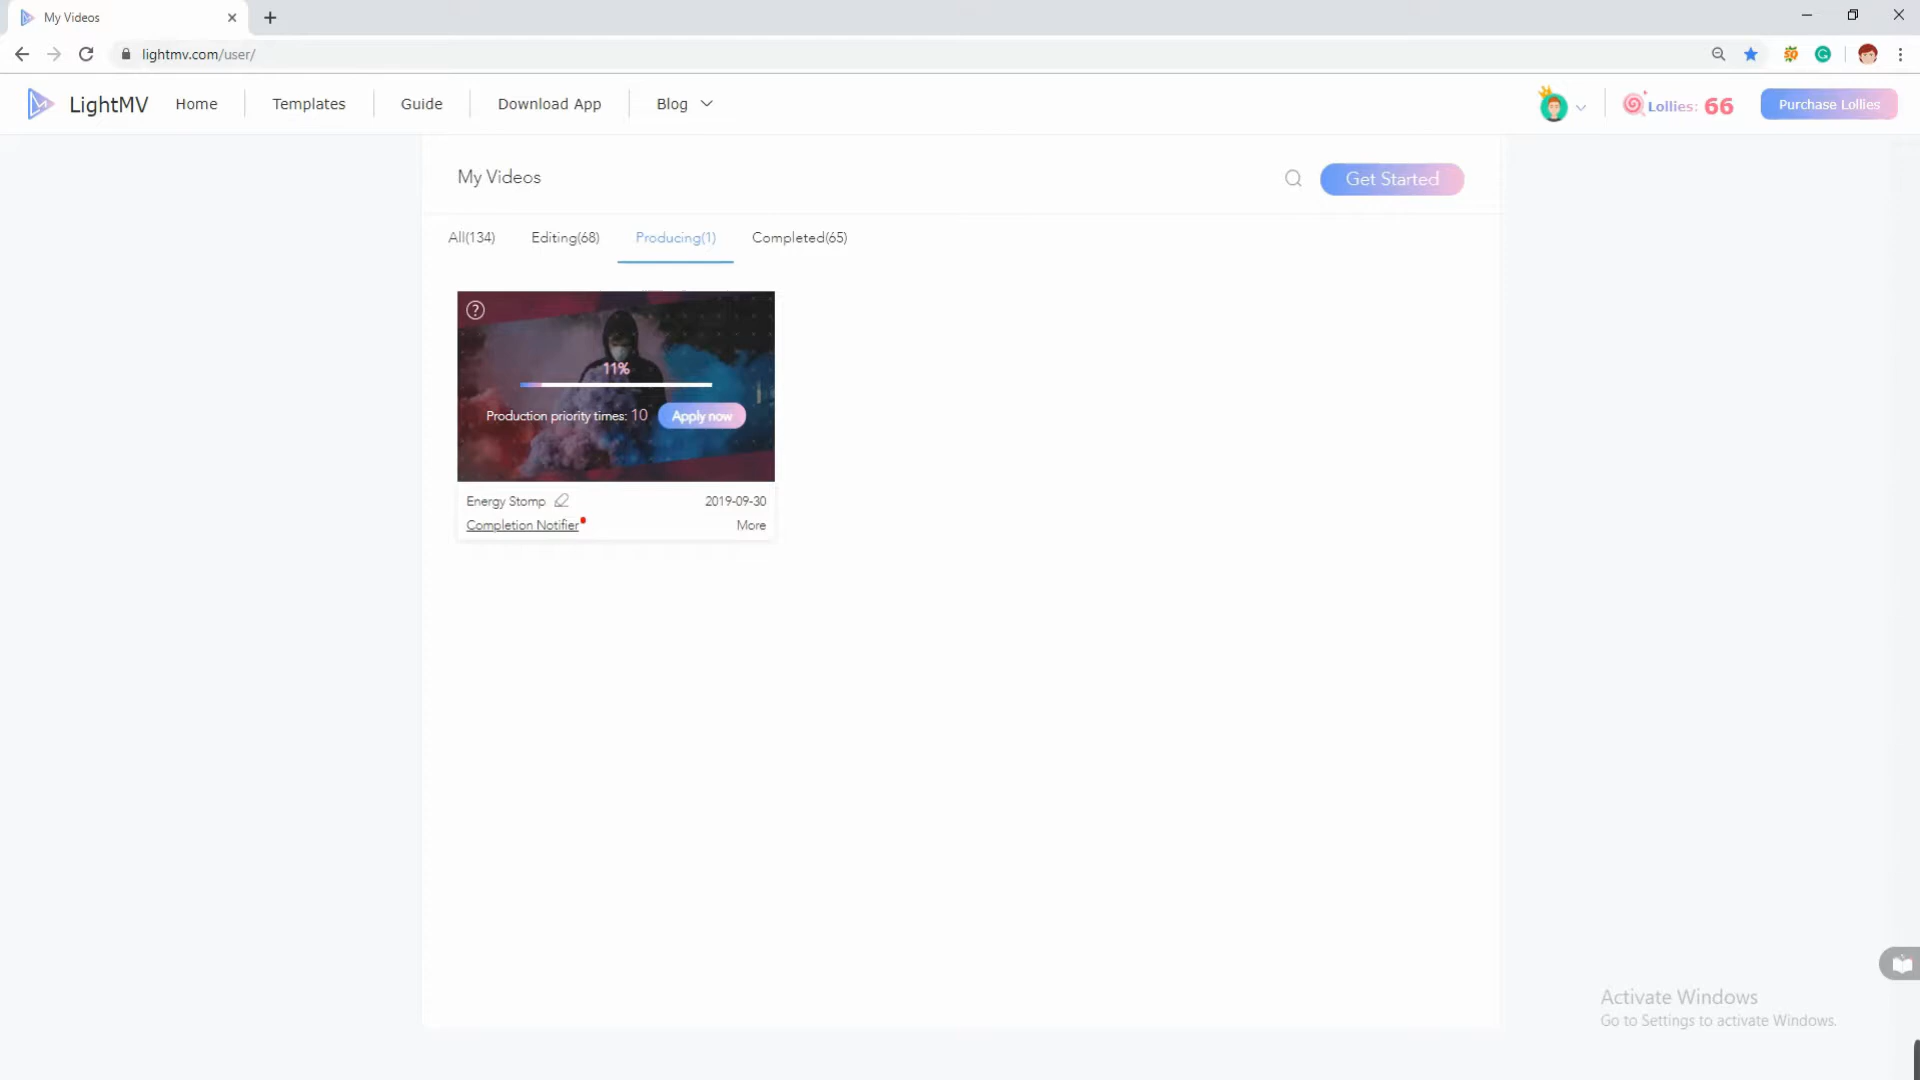 My Videos
lightmv.com/user/
LightMV Home Templates Guide Download App Blog Lollies: 66 Purchase Lollies
My Videos Get Started
All(134) Editing(68) Producing(1) Completed(65)
11%
Production priority times: 10 Apply now
Energy Stomp 2019-09-30
Completion Notifier More
Activate Windows
Go to Settings to activate Windows.